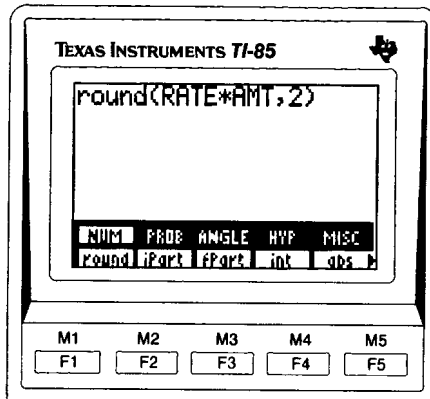 TEXAS INSTRUMENTS TI-85
round(RATE*AMT,2)
NUM PROB ANGLE HYP MISC
round iPart fPart int abs
M1 M2 M3 M4 M5
F1 F2 F3 F4 F5